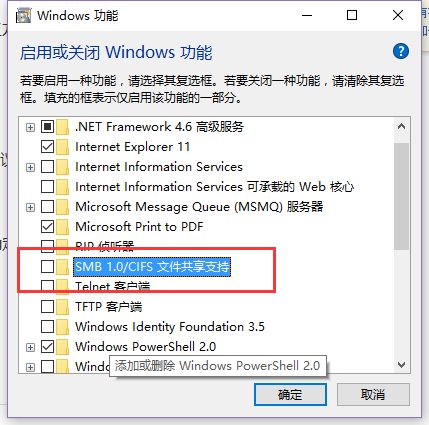 Windows 功能
启用或关闭 Windows 功能
若要启用一种功能，请选择其复选框。若要关闭一种功能，请清除其复选
框。填充的框表示仅启用该功能的一部分。
.NET Framework 4.6 高级服务
Internet Explorer 11
Internet Information Services
Internet Information Services 可承载的 Web 核心
Microsoft Message Queue (MSMQ) 服务器
Microsoft Print to PDF
RIP 侦听器
SMB 1.0/CIFS 文件共享支持
Telnet 客户端
TFTP 客户端
Windows Identity Foundation 3.5
Windows PowerShell 2.0
添加或删除 Windows PowerShell 2.0
确定
取消